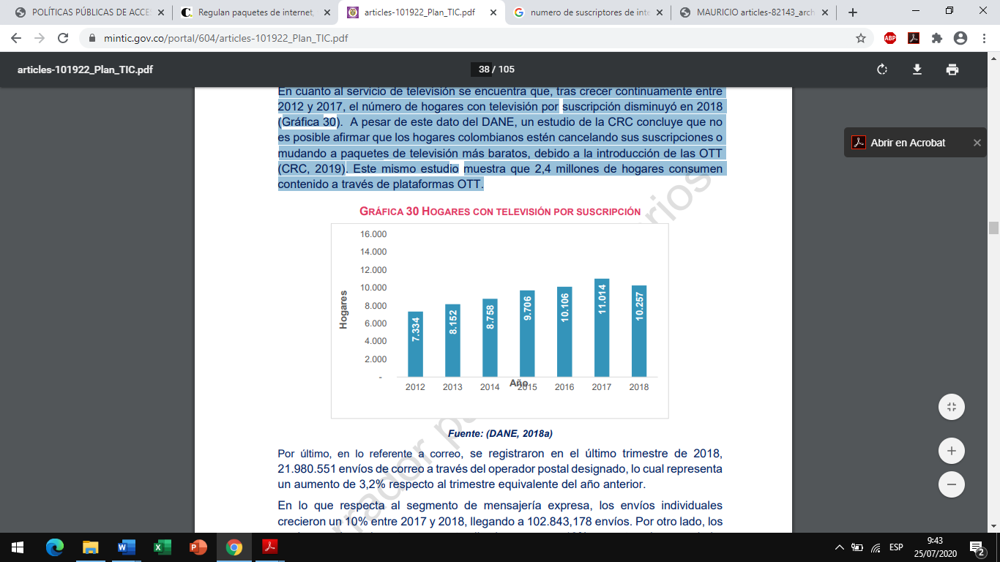 POLÍTICAS PÚBLICAS DE ACCE
Regulan paquetes de internet,
articles-101922_Plan_TIC.pdf
numero de suscriptores de inte
MAURICIO articles-82143_arch
mintic.gov.co/portal/604/articles-101922_Plan_TIC.pdf
ABP
articles-101922_Plan_TIC.pdf
38 / 105
Abrir en Acrobat
En cuanto al servicio de televisión se encuentra que, tras crecer continuamente entre
2012 y 2017, el número de hogares con televisión por suscripción disminuyó en 2018
(Gráfica 30). A pesar de este dato del DANE, un estudio de la CRC concluye que no
es posible afirmar que los hogares colombianos estén cancelando sus suscripciones o
mudando a paquetes de televisión más baratos, debido a la introducción de las OTT
(CRC, 2019). Este mismo estudio muestra que 2,4 millones de hogares consumen
contenido a través de plataformas OTT.
GRÁFICA 30 HOGARES CON TELEVISIÓN POR SUSCRIPCIÓN
16.000
14.000
12.000
10.000
8.000
6.000
4.000
2.000
-
Hogares
7.334
8.152
8.758
9.706
10.106
11.014
10.257
2012 2013 2014 2015 2016 2017 2018
Año
Fuente: (DANE, 2018a)
Por último, en lo referente a correo, se registraron en el último trimestre de 2018,
21.980.551 envíos de correo a través del operador postal designado, lo cual representa
un aumento de 3,2% respecto al trimestre equivalente del año anterior.
En lo que respecta al segmento de mensajería expresa, los envíos individuales
crecieron un 10% entre 2017 y 2018, llegando a 102.843,178 envíos. Por otro lado, los
ESP
9:43
25/07/2020
2